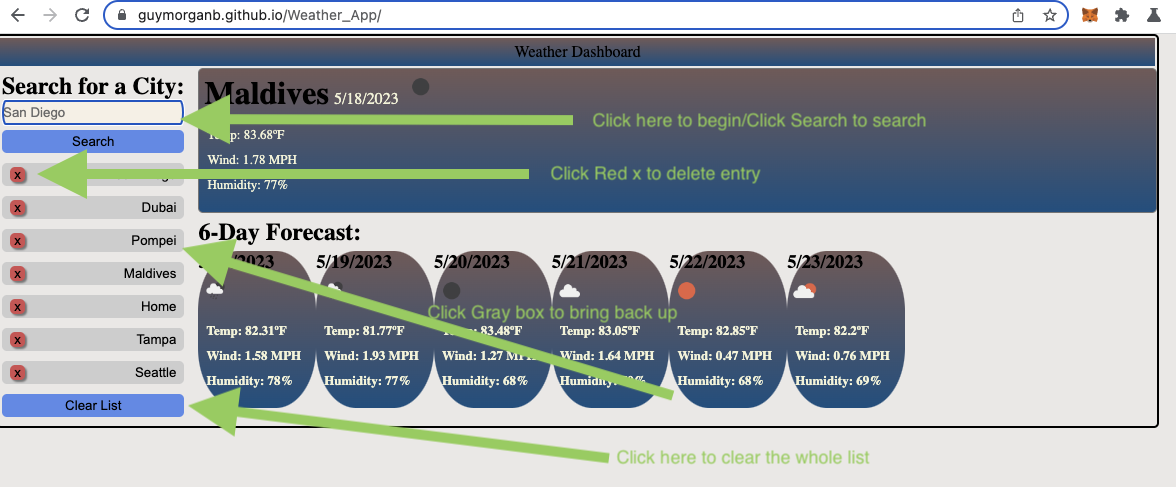 guymorganb.github.io/Weather_App/
Weather Dashboard
Search for a City:
San Diego
Search
x
x Dubai
x Pompei
x Maldives
x Home
x Tampa
x Seattle
Clear List
Maldives 5/18/2023
Temp: 83.68°F
Wind: 1.78 MPH
Humidity: 77%
Click here to begin/Click Search to search
Click Red x to delete entry
6-Day Forecast:
/2023
Temp: 82.31°F
Wind: 1.58 MPH
Humidity: 78%
5/19/2023
Temp: 81.77°F
Wind: 1.93 MPH
Humidity: 77%
5/20/2023
Temp: 83.48°F
Wind: 1.27 MPH
Humidity: 68%
5/21/2023
Temp: 83.05°F
Wind: 1.64 MPH
Humidity:
5/22/2023
Temp: 82.85°F
Wind: 0.47 MPH
Humidity: 68%
5/23/2023
Temp: 82.2°F
Wind: 0.76 MPH
Humidity: 69%
Click Gray box to bring back up
Click here to clear the whole list